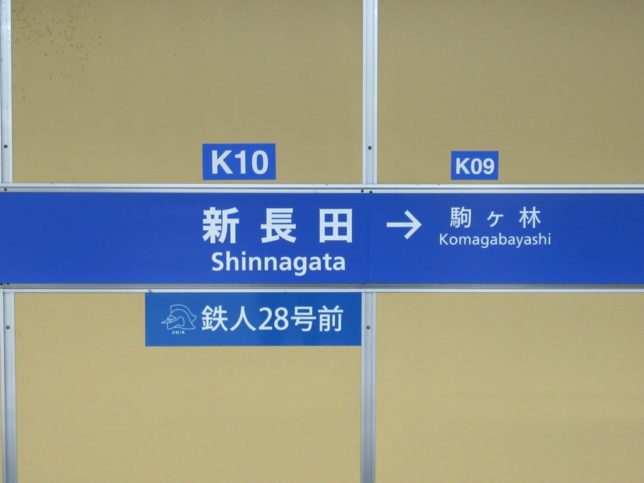 K10
新長田
Shinnagata
→
K09
駒ヶ林
Komagabayashi
鉄人28号前